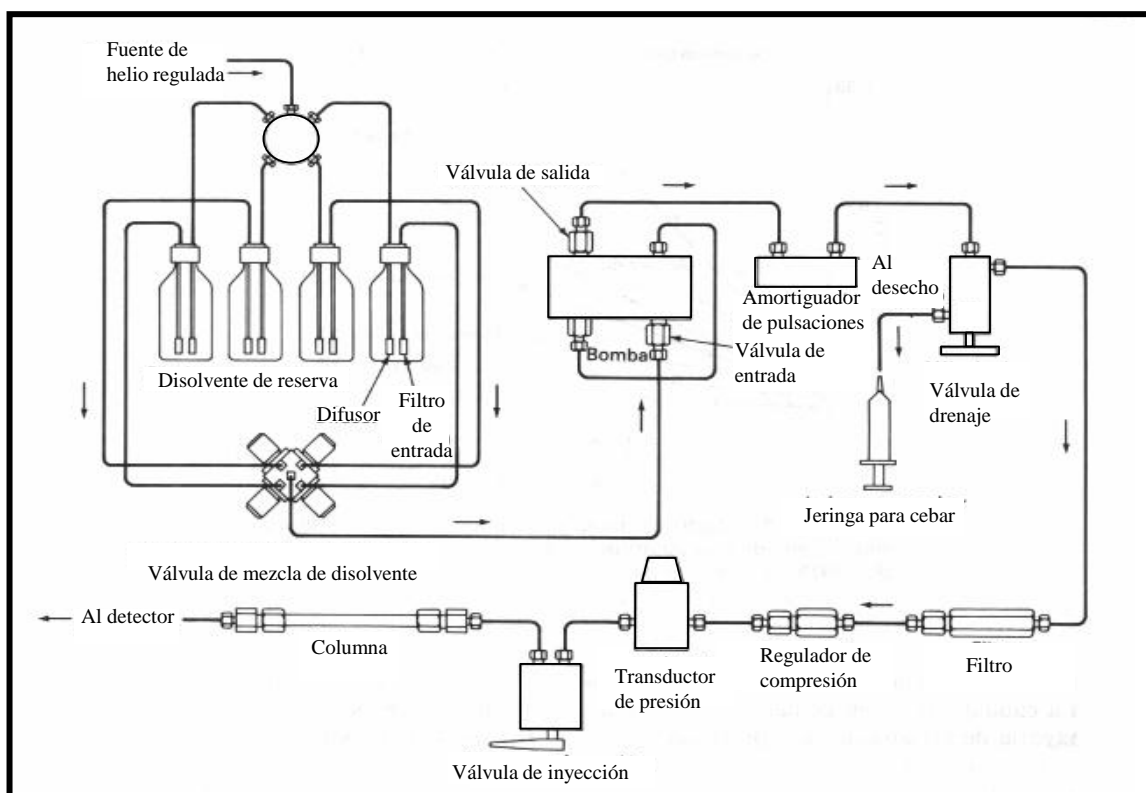 Fuente de
helio regulada
Válvula de salida
Al
desecho
Amortiguador
de pulsaciones
Bomba
Válvula de
entrada
Válvula de
drenaje
Disolvente de reserva
Difusor
Filtro
de
entrada
Jeringa para cebar
Válvula de mezcla de disolvente
Al detector
Columna
Transductor
de presión
Regulador de
compresión
Filtro
Válvula de inyección